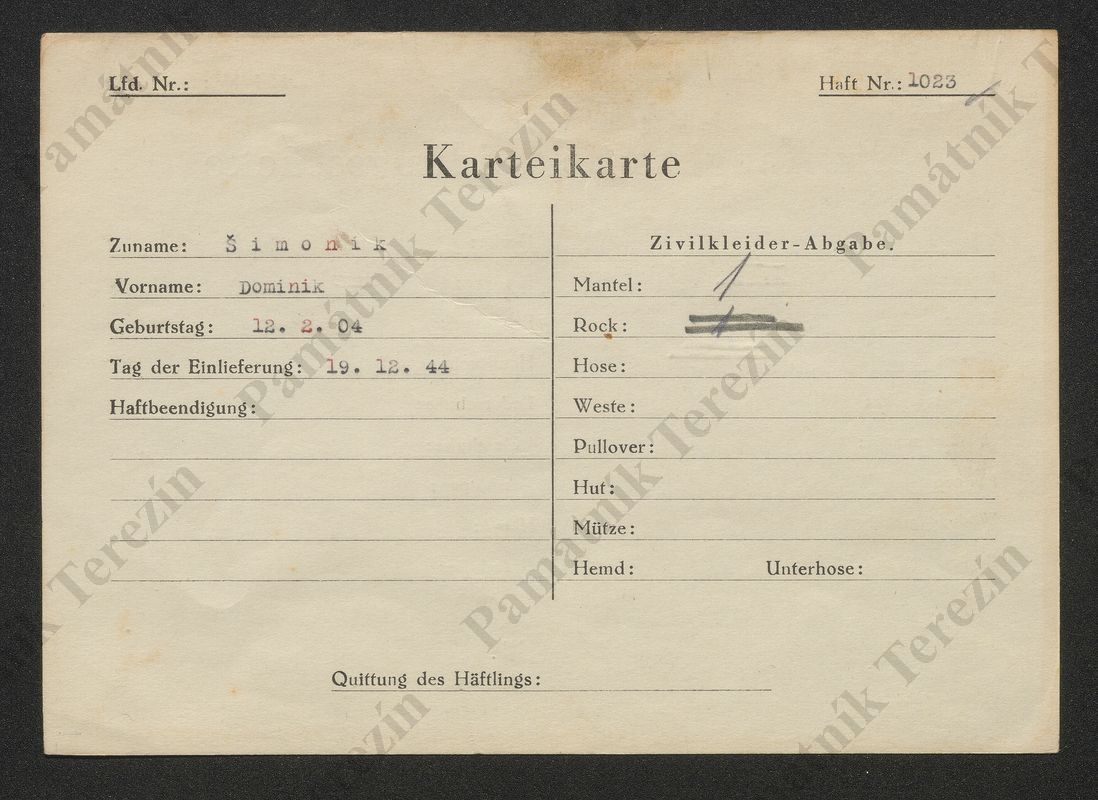 Lfd. Nr.:
Haft Nr.: 1023
Karteikarte
Zuname: Šimonik
Vorname: Dominik
Geburtstag: 12. 2. 04
Tag der Einlieferung: 19. 12. 44
Haftbeendigung:
Zivilkleider-Abgabe.
Mantel: 1
Rock: 1
Hose:
Weste:
Pullover:
Hut:
Mütze:
Hemd: Unterhose:
Quittung des Häftlings:
Památník Terezín